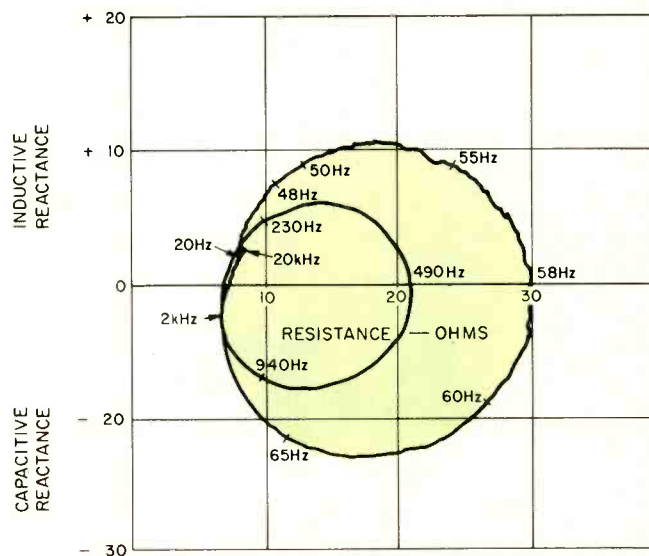 + 20
+ 10
0
- 20
- 30
INDUCTIVE
REACTANCE
CAPACITIVE
REACTANCE
50Hz
48Hz
55Hz
230Hz
20Hz
20kHz
490Hz
58Hz
10
20
30
2kHz
RESISTANCE — OHMS
940Hz
60Hz
65Hz